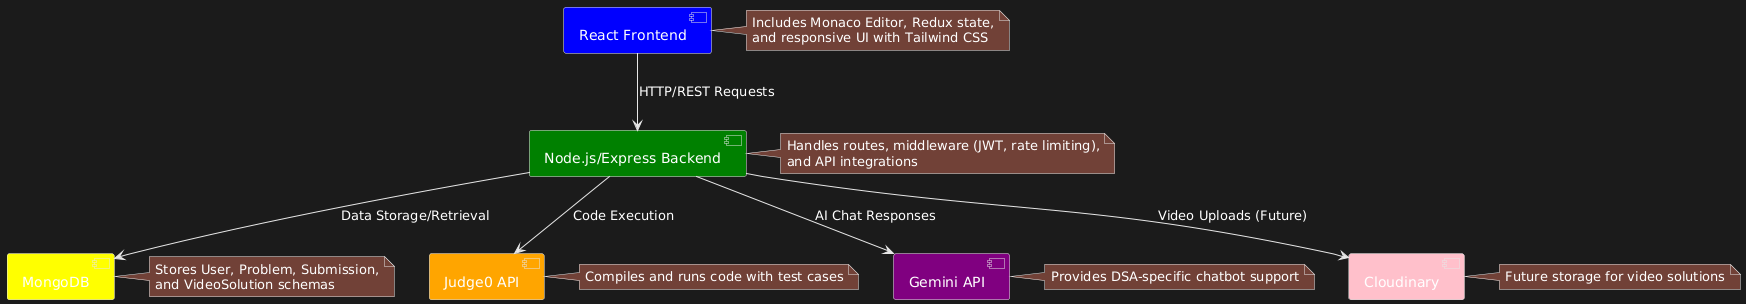 React Frontend
Includes Monaco Editor, Redux state,
and responsive UI with Tailwind CSS
HTTP/REST Requests
Node.js/Express Backend
Handles routes, middleware (JWT, rate limiting),
and API integrations
Data Storage/Retrieval
Code Execution
AI Chat Responses
Video Uploads (Future)
MongoDB
Stores User, Problem, Submission,
and VideoSolution schemas
Judge0 API
Compiles and runs code with test cases
Gemini API
Provides DSA-specific chatbot support
Cloudinary
Future storage for video solutions